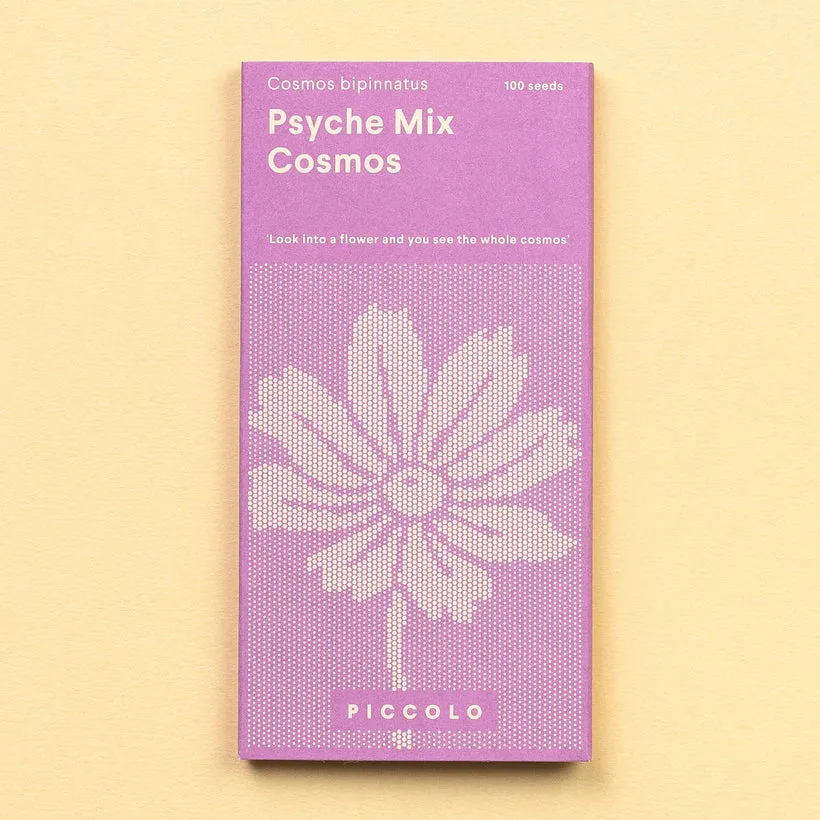 Cosmos bipinnatus
100 seeds
Psyche Mix
Cosmos
'Look into a flower and you see the whole cosmos'
PICCOLO